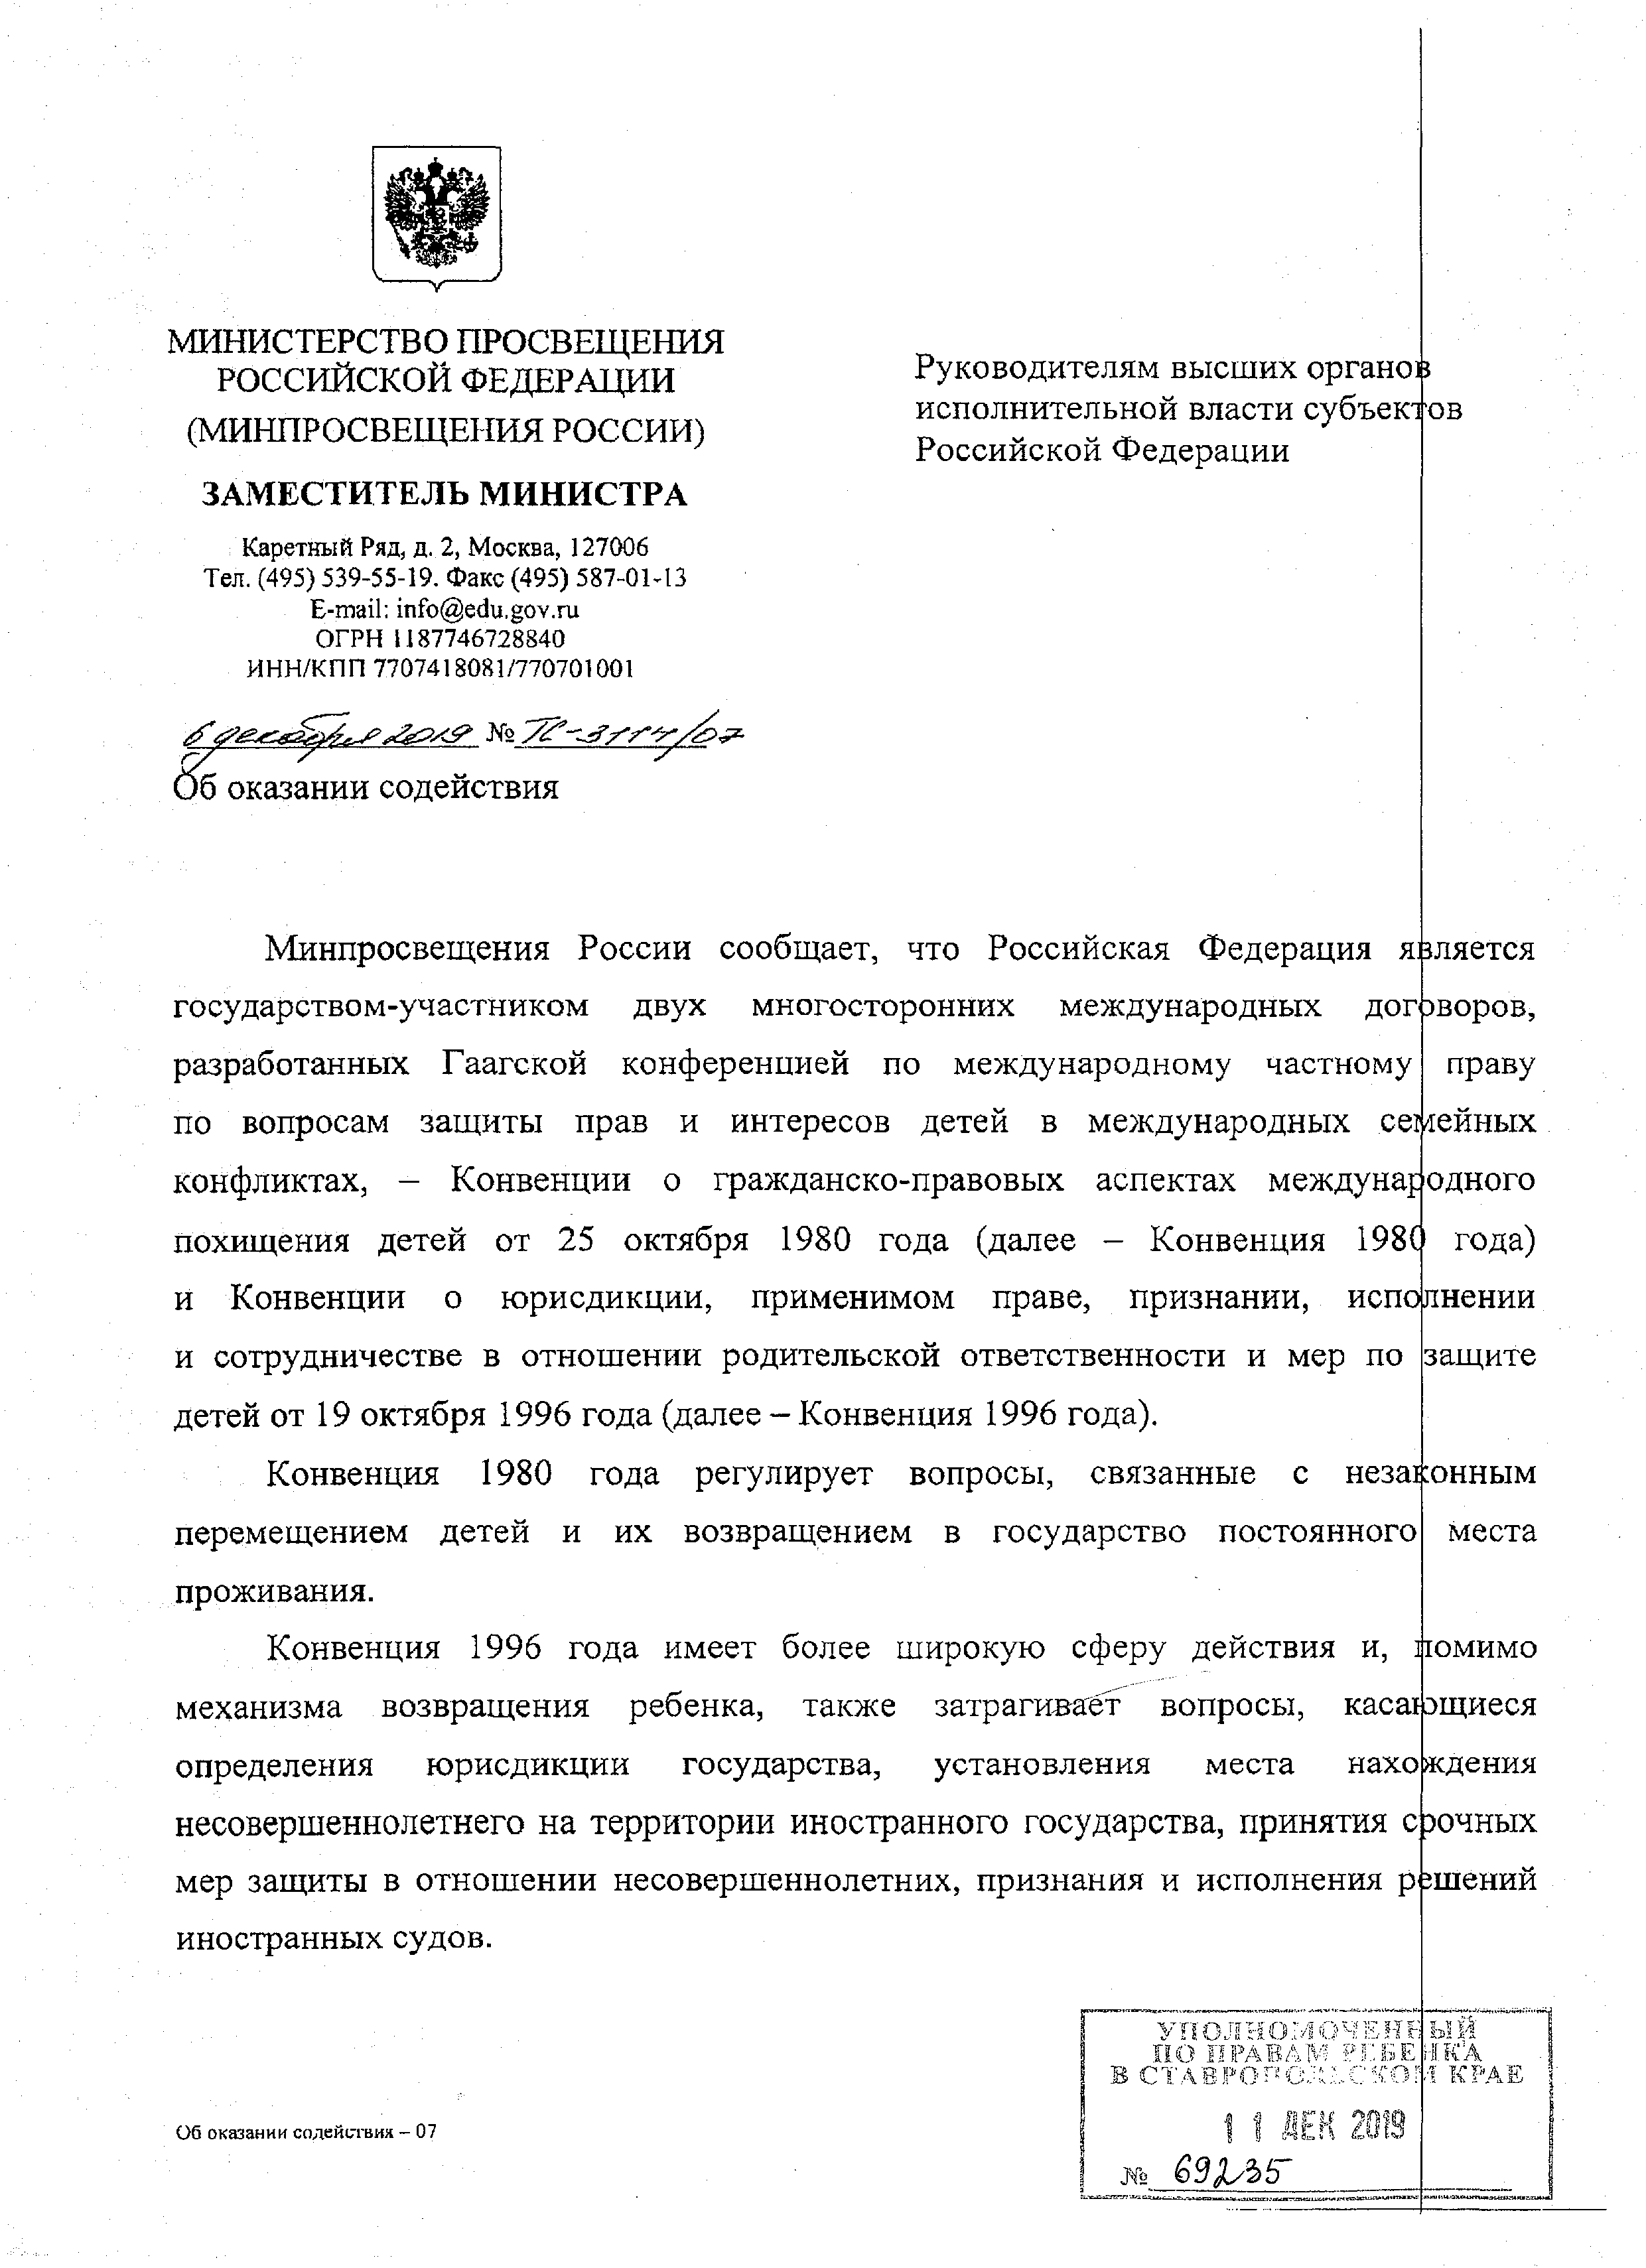 МИНИСТЕРСТВО ПРОСВЕЩЕНИЯ
РОССИЙСКОЙ ФЕДЕРАЦИИ
(МИНПРОСВЕЩЕНИЯ РОССИИ)
ЗАМЕСТИТЕЛЬ МИНИСТРА
Каретный Ряд, д. 2, Москва, 127006
Тел. (495) 539-55-19. Факс (495) 587-01-13
E-mail: info@edu.gov.ru
ОГРН 1187746728840
ИНН/КПП 7707418081/770701001
6 декабря 2019 № ТС-3114/07
Об оказании содействия
Руководителям высших органов
исполнительной власти субъектов
Российской Федерации
Минпросвещения России сообщает, что Российская Федерация является
государством-участником двух многосторонних международных договоров,
разработанных Гаагской конференцией по международному частному праву
по вопросам защиты прав и интересов детей в международных семейных
конфликтах, – Конвенции о гражданско-правовых аспектах международного
похищения детей от 25 октября 1980 года (далее – Конвенция 1980 года)
и Конвенции о юрисдикции, применимом праве, признании, исполнении
и сотрудничестве в отношении родительской ответственности и мер по защите
детей от 19 октября 1996 года (далее – Конвенция 1996 года).
Конвенция 1980 года регулирует вопросы, связанные с незаконным
перемещением детей и их возвращением в государство постоянного места
проживания.
Конвенция 1996 года имеет более широкую сферу действия и, помимо
механизма возвращения ребенка, также затрагивает вопросы, касающиеся
определения юрисдикции государства, установления места нахождения
несовершеннолетнего на территории иностранного государства, принятия срочных
мер защиты в отношении несовершеннолетних, признания и исполнения решений
иностранных судов.
УПОЛНОМОЧЕННЫЙ
ПО ПРАВАМ РЕБЕНКА
В СТАВРОПОЛЬСКОМ КРАЕ
11 ДЕК 2019
№ 69235
Об оказании содействия – 07